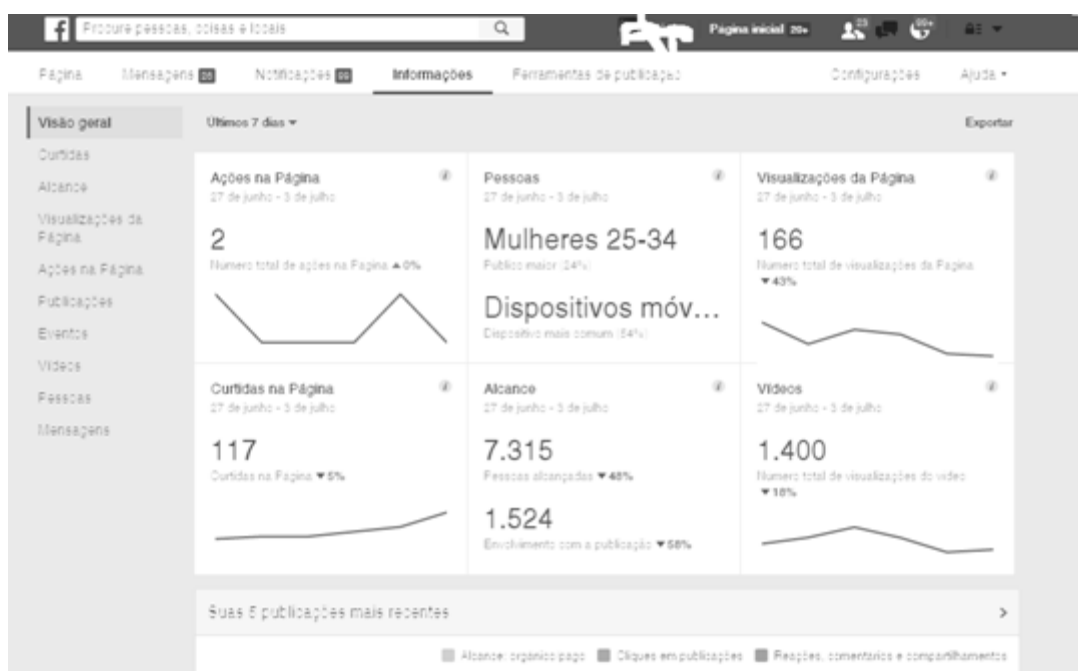 f Procure pessoas, coisas e locais
Página inicial 20+ 23 99+
Página Mensagens Notificações Informações Ferramentas de publicação Configurações Ajuda
Visão geral
Curtidas
Alcance
Visualizações da
Página
Ações na Página
Publicações
Eventos
Vídeos
Pessoas
Mensagens
Últimos 7 dias
Exportar
Ações na Página
27 de junho - 3 de julho
2
Número total de ações na Página ▲0%
Pessoas
27 de junho - 3 de julho
Mulheres 25-34
Público maior (24%)
Dispositivos móv...
Dispositivo mais comum (54%)
Visualizações da Página
27 de junho - 3 de julho
166
Número total de visualizações da Página
▼43%
Curtidas na Página
27 de junho - 3 de julho
117
Curtidas na Página ▼5%
Alcance
27 de junho - 3 de julho
7.315
Pessoas alcançadas ▼48%
1.524
Envolvimento com a publicação ▼58%
Vídeos
27 de junho - 3 de julho
1.400
Número total de visualizações do vídeo
▼18%
Suas 5 publicações mais recentes
Alcance: orgânico/pago Cliques em publicações Reações, comentários e compartilhamentos